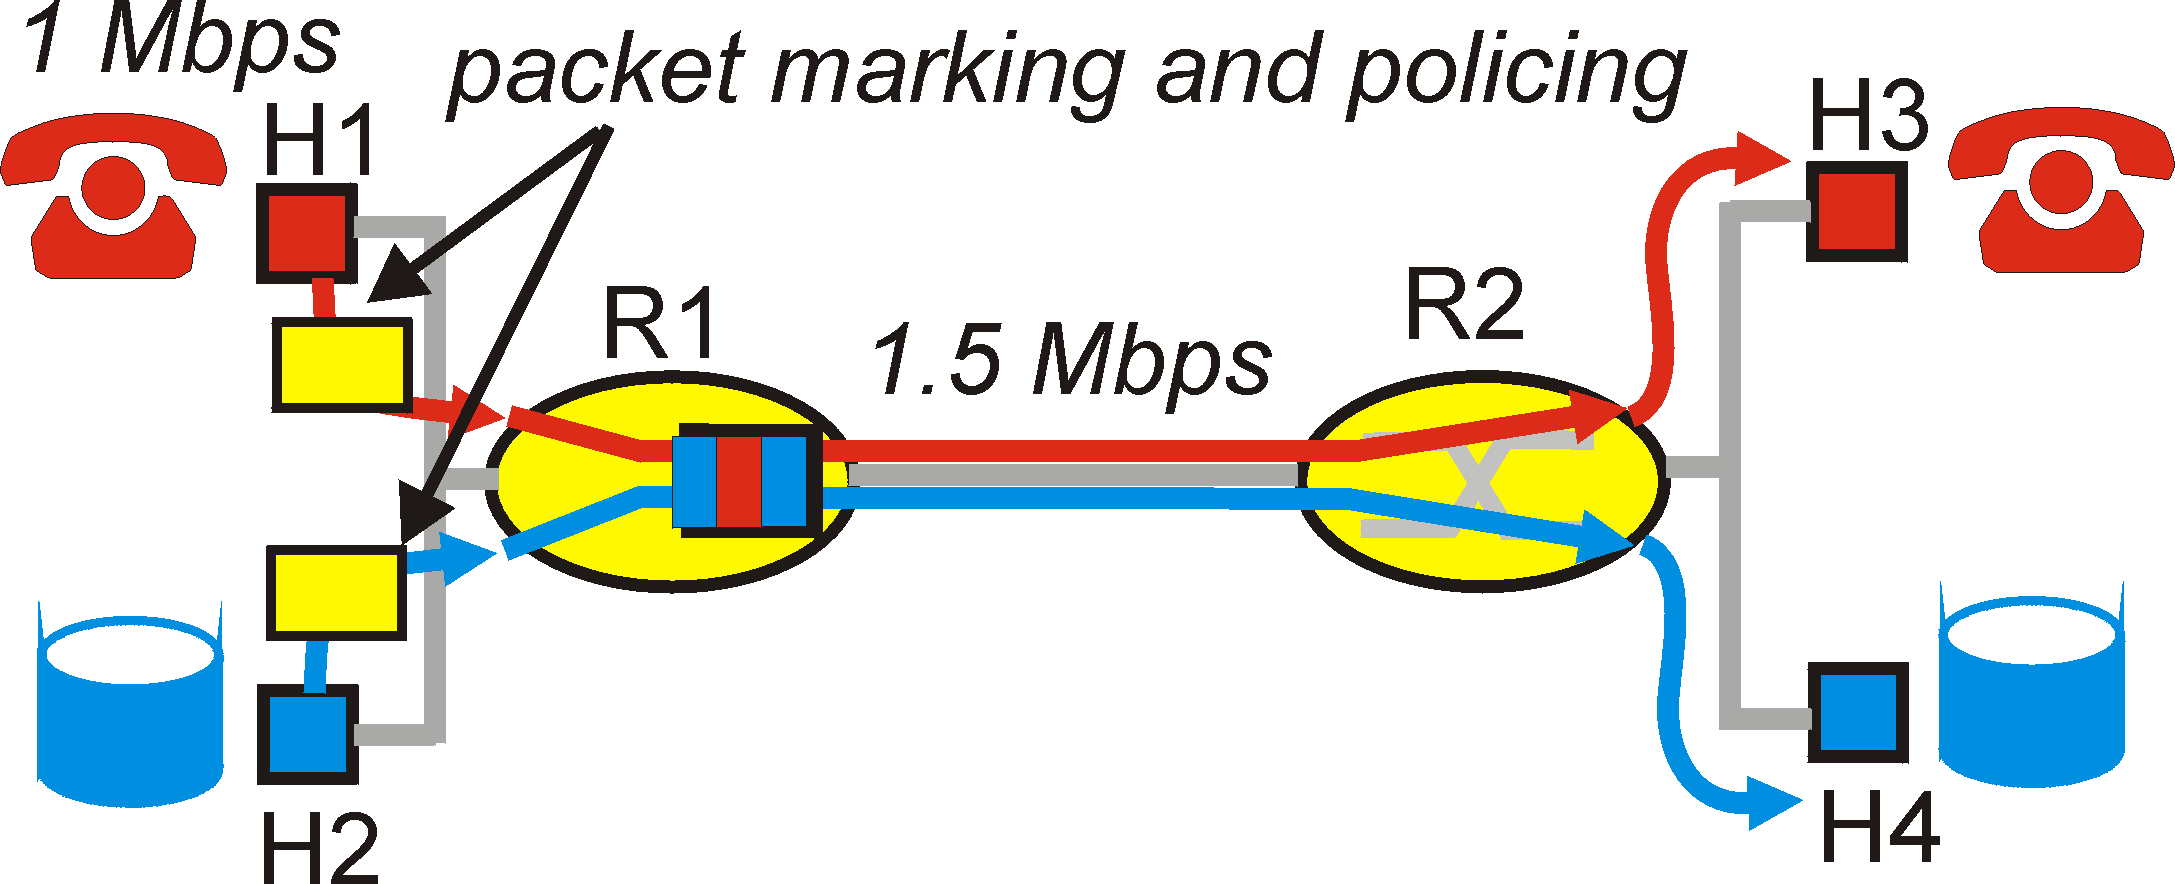 1 Mbps
packet marking and policing
H1
H3
R1
R2
1.5 Mbps
H2
H4